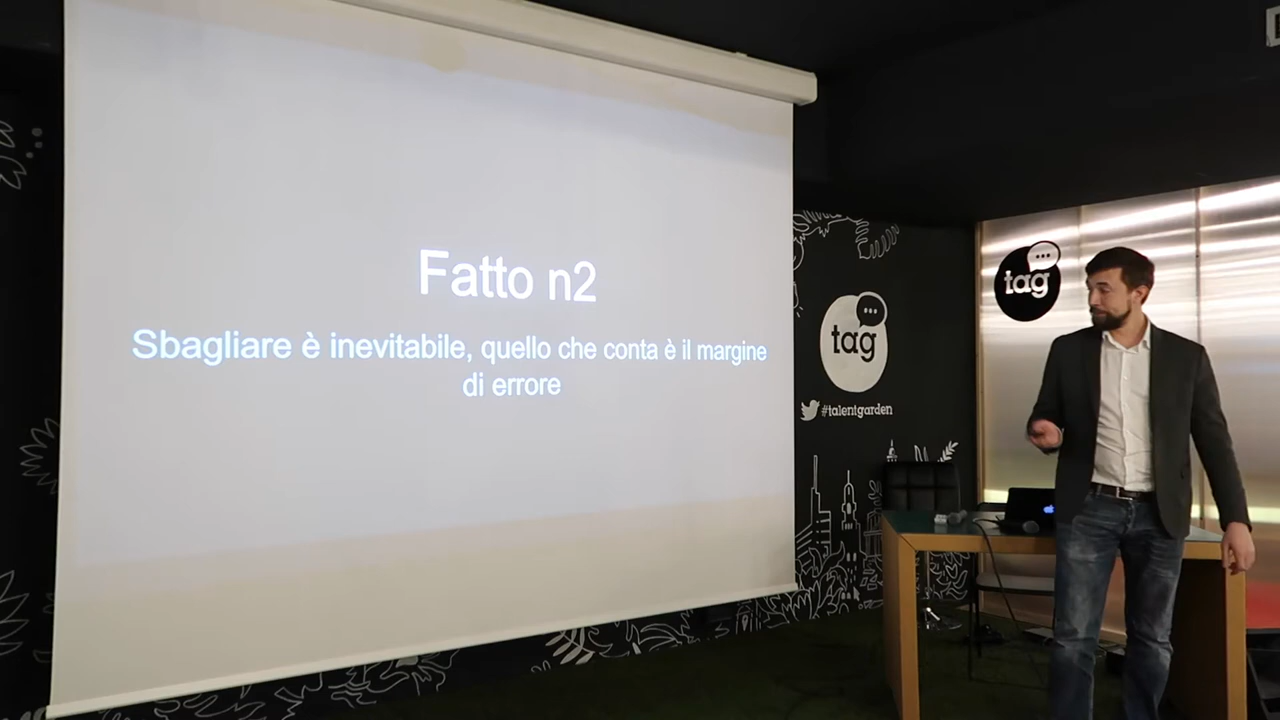 Fatto n2
Sbagliare è inevitabile, quello che conta è il margine
di errore
tag
tag
#talentgarden